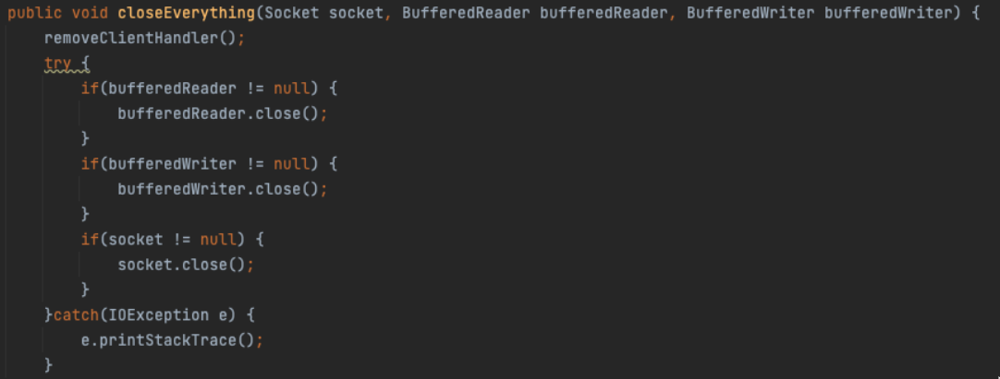 public void closeEverything(Socket socket, BufferedReader bufferedReader, BufferedWriter bufferedWriter) {
    removeClientHandler();
    try {
        if(bufferedReader != null) {
            bufferedReader.close();
        }
        if(bufferedWriter != null) {
            bufferedWriter.close();
        }
        if(socket != null) {
            socket.close();
        }
    }catch(IOException e) {
        e.printStackTrace();
    }